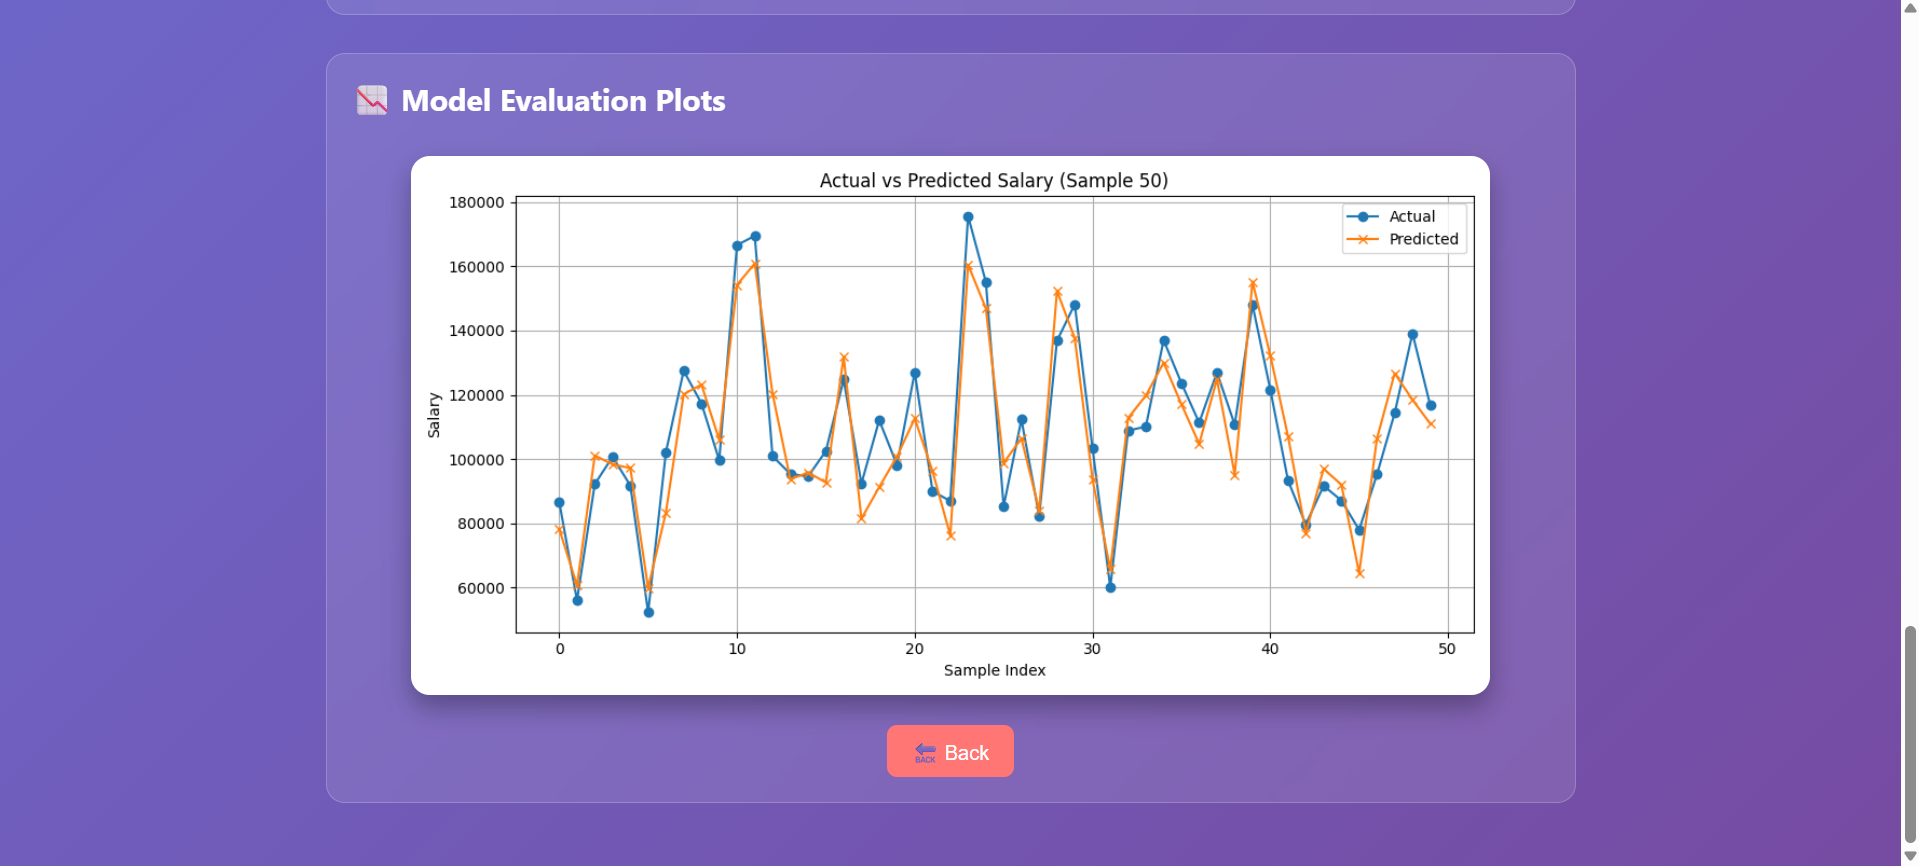 Model Evaluation Plots
Actual vs Predicted Salary (Sample 50)
Actual
Predicted
180000
160000
140000
120000
100000
80000
60000
Salary
0 10 20 30 40 50
Sample Index
BACK Back